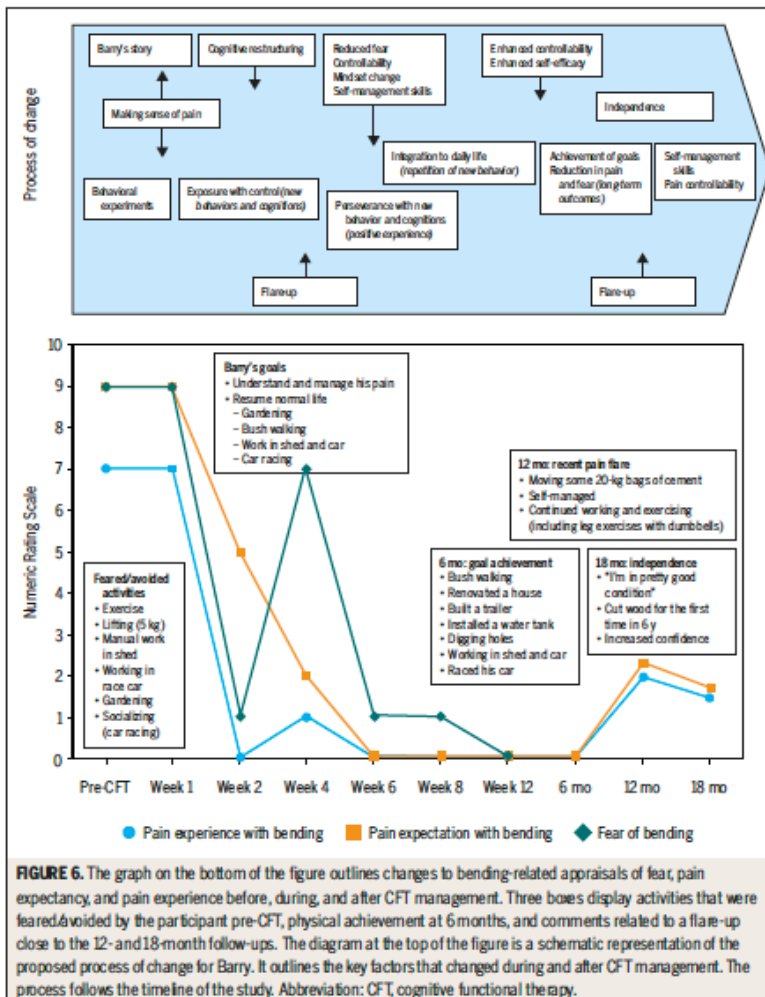 Process of change
Barry's story
Cognitive restructuring
Reduced fear
Controllability
Mindset change
Self-management skills
Enhanced controllability
Enhanced self-efficacy
Making sense of pain
Independence
Integration to daily life
(repetition of new behavior)
Achievement of goals
Reduction in pain
and fear (long-term
outcomes)
Self-management
skills
Pain controllability
Behavioral
experiments
Exposure with control (new
behaviors and cognitions)
Perseverance with new
behavior and cognitions
(positive experience)
Flare-up
Flare-up
Numeric Rating Scale
10
9
8
7
6
5
4
3
2
1
0
Barry's goals
• Understand and manage his pain
• Resume normal life
– Gardening
– Bush walking
– Work in shed and car
– Car racing
12 mo: recent pain flare
• Moving some 20-kg bags of cement
• Self-managed
• Continued working and exercising
(including leg exercises with dumbbells)
Feared/avoided
activities
• Exercise
• Lifting (5 kg)
• Manual work
in shed
• Working in
race car
• Gardening
• Socializing
(car racing)
6 mo: goal achievement
• Bush walking
• Renovated a house
• Built a trailer
• Installed a water tank
• Digging holes
• Working in shed and car
• Raced his car
18 mo: independence
• "I'm in pretty good
condition"
• Cut wood for the first
time in 6 y
• Increased confidence
Pre-CFT Week 1 Week 2 Week 4 Week 6 Week 8 Week 12 6 mo 12 mo 18 mo
Pain experience with bending Pain expectation with bending Fear of bending
FIGURE 6. The graph on the bottom of the figure outlines changes to bending-related appraisals of fear, pain
expectancy, and pain experience before, during, and after CFT management. Three boxes display activities that were
feared/avoided by the participant pre-CFT, physical achievement at 6 months, and comments related to a flare-up
close to the 12- and 18-month follow-ups. The diagram at the top of the figure is a schematic representation of the
proposed process of change for Barry. It outlines the key factors that changed during and after CFT management. The
process follows the timeline of the study. Abbreviation: CFT, cognitive functional therapy.